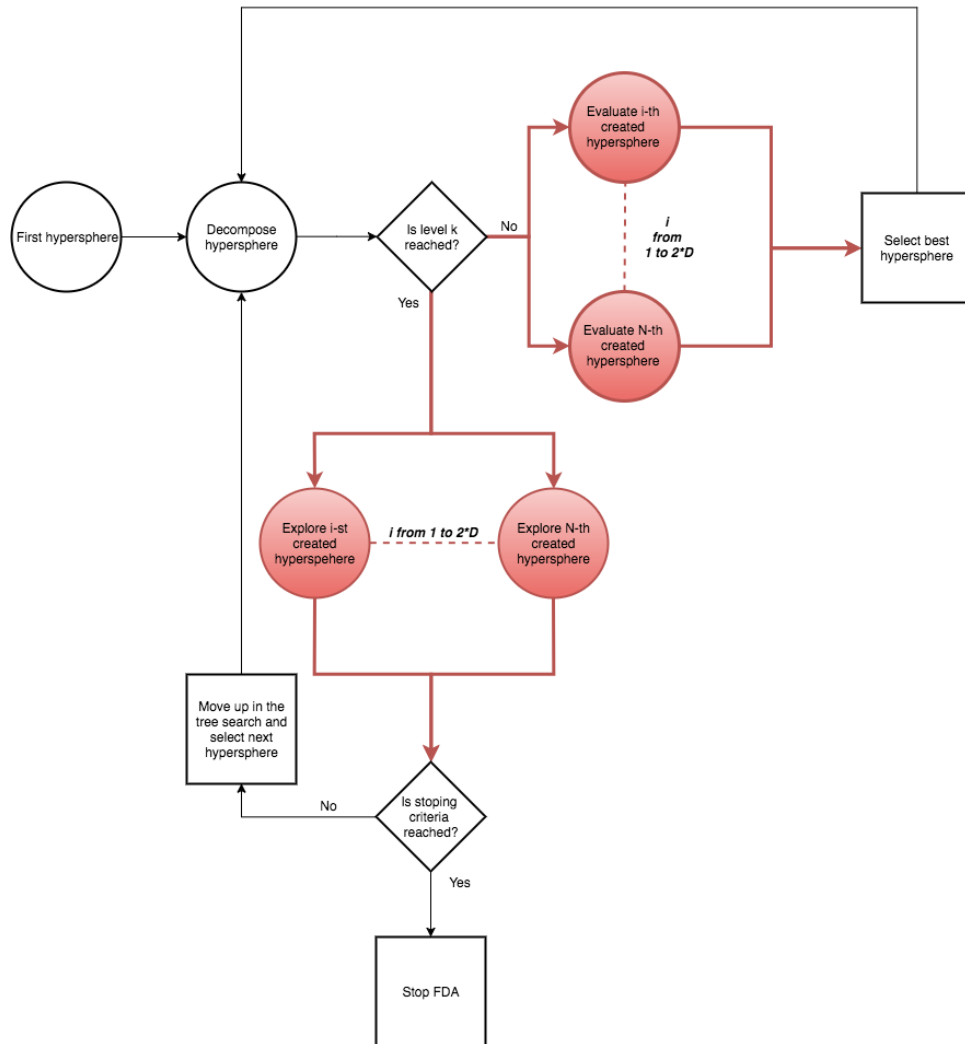 Evaluate i-th
created
hypersphere
First hypersphere
Decompose
hypersphere
Is level k
reached?
No
i
from
1 to 2*D
Select best
hypersphere
Yes
Evaluate N-th
created
hypersphere
Explore i-st
created
hyperspehere
i from 1 to 2*D
Explore N-th
created
hypersphere
Move up in the
tree search and
select next
hypersphere
No
Is stoping
criteria
reached?
Yes
Stop FDA